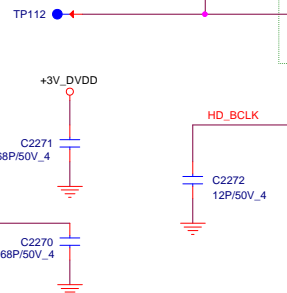 TP112
+3V_DVDD
HD_BCLK
C2271
68P/50V_4
C2272
12P/50V_4
C2270
68P/50V_4